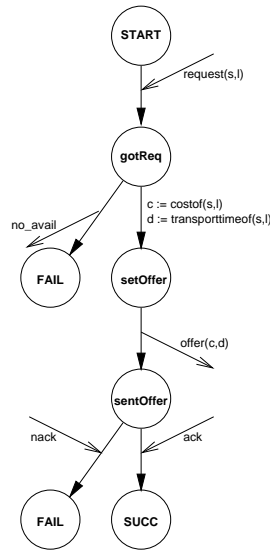 START
request(s,l)
gotReq
c := costof(s,l)
d := transporttimeof(s,l)
no_avail
FAIL
setOffer
offer(c,d)
sentOffer
nack
ack
FAIL
SUCC